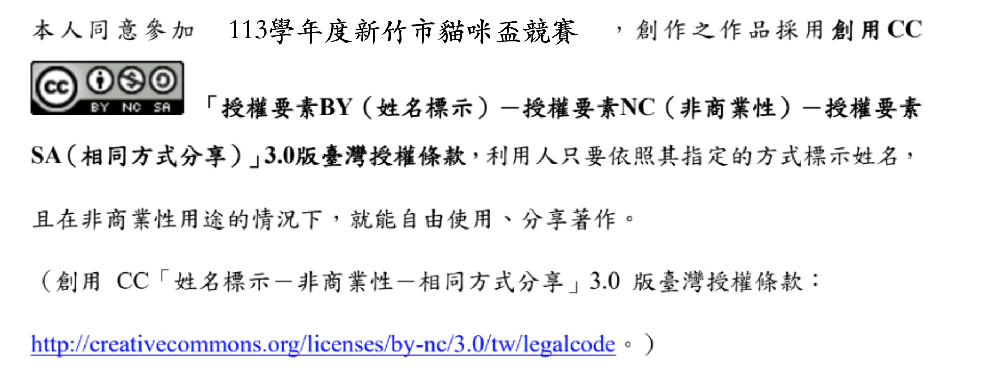 本人同意參加 113學年度新竹市貓咪盃競賽 ，創作之作品採用創用CC
cc BY NC SA 「授權要素BY（姓名標示）－授權要素NC（非商業性）－授權要素
SA（相同方式分享）」3.0版臺灣授權條款，利用人只要依照其指定的方式標示姓名，
且在非商業性用途的情況下，就能自由使用、分享著作。
（創用 CC「姓名標示－非商業性－相同方式分享」3.0 版臺灣授權條款：
http://creativecommons.org/licenses/by-nc/3.0/tw/legalcode。）